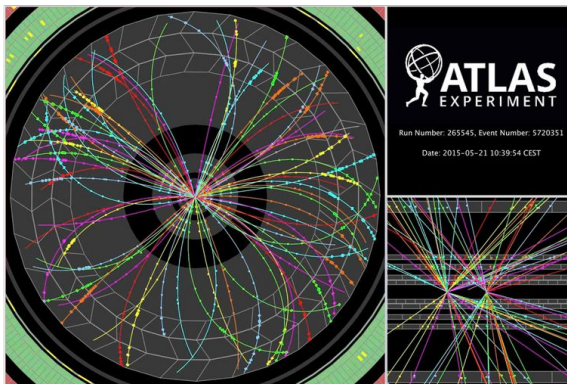 ATLAS
EXPERIMENT
Run Number: 265545, Event Number: 5720351
Date: 2015-05-21 10:39:54 CEST